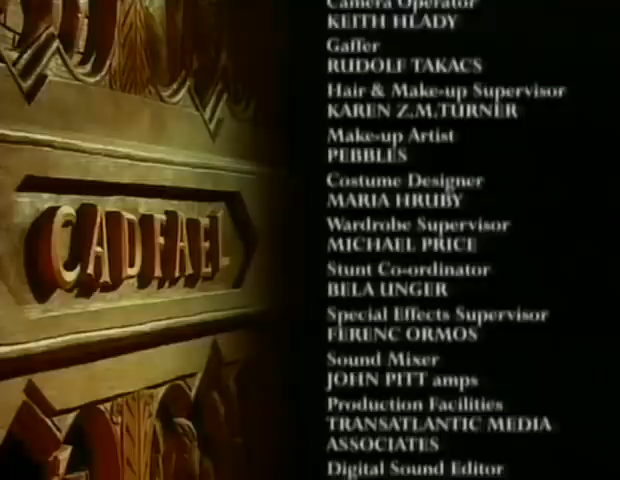 CADFAEL
Camera Operator
KEITH HLADY
Gaffer
RUDOLF TAKACS
Hair & Make-up Supervisor
KAREN Z.M.TURNER
Make-up Artist
PEBBLES
Costume Designer
MARIA HRUBY
Wardrobe Supervisor
MICHAEL PRICE
Stunt Co-ordinator
BELA UNGER
Special Effects Supervisor
FERENC ORMOS
Sound Mixer
JOHN PITT amps
Production Facilities
TRANSATLANTIC MEDIA
ASSOCIATES
Digital Sound Editor